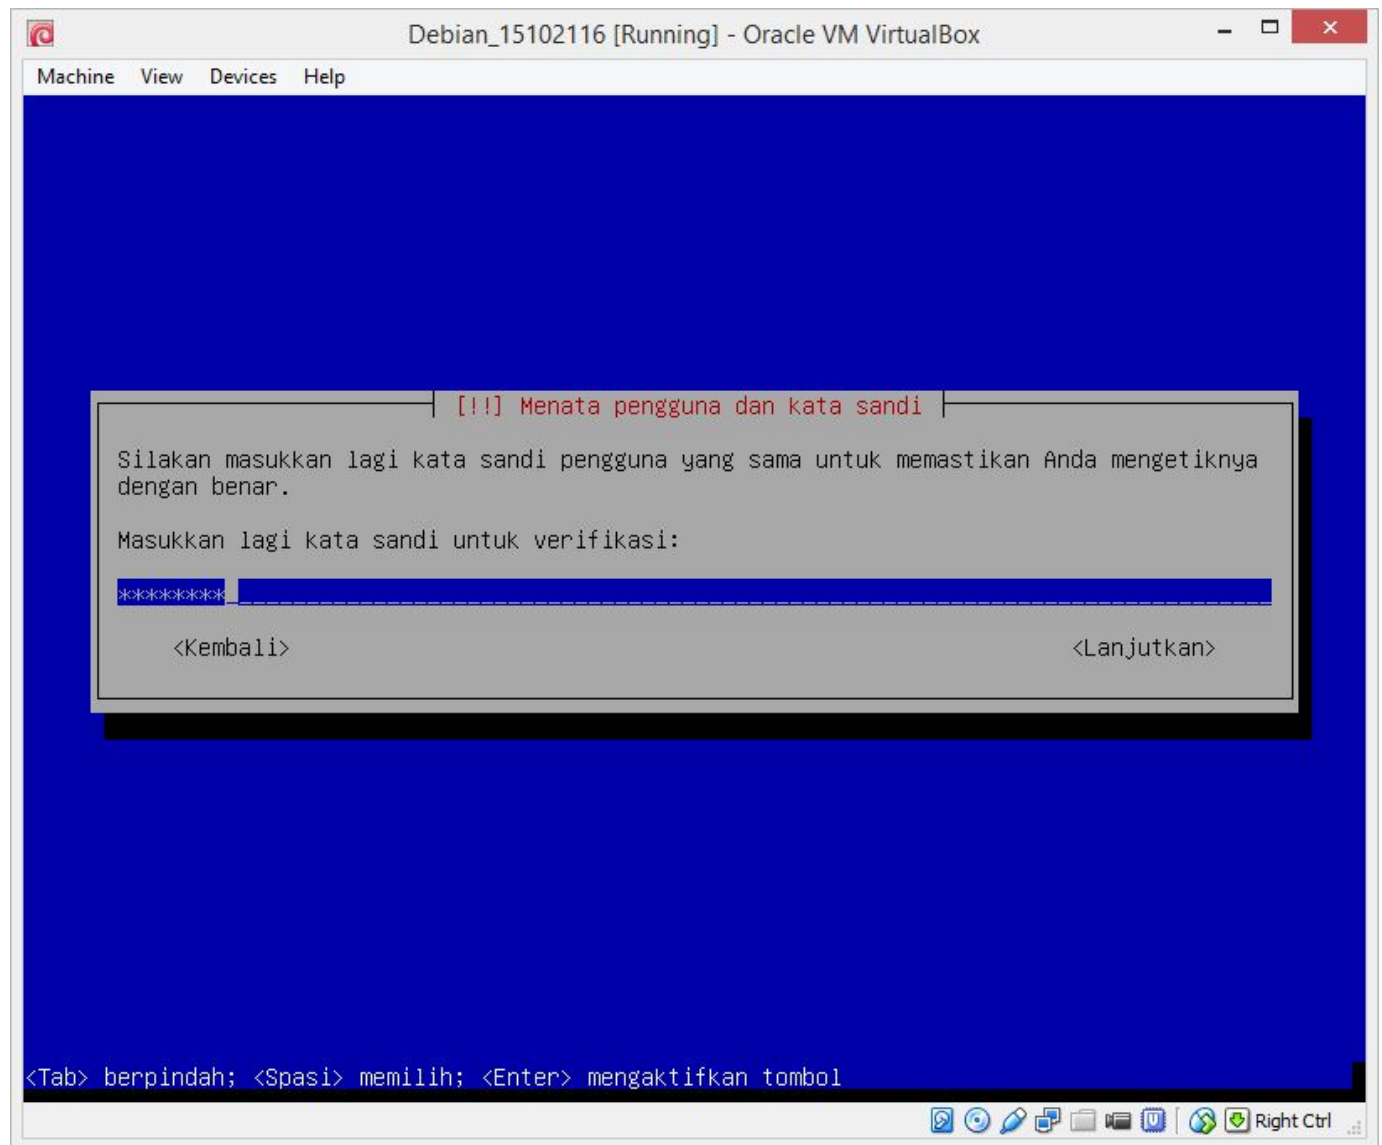 Debian_15102116 [Running] - Oracle VM VirtualBox
Machine View Devices Help
[!!] Menata pengguna dan kata sandi
Silakan masukkan lagi kata sandi pengguna yang sama untuk memastikan Anda mengetiknya
dengan benar.
Masukkan lagi kata sandi untuk verifikasi:
********
<Kembali> <Lanjutkan>
<Tab> berpindah; <Spasi> memilih; <Enter> mengaktifkan tombol
Right Ctrl